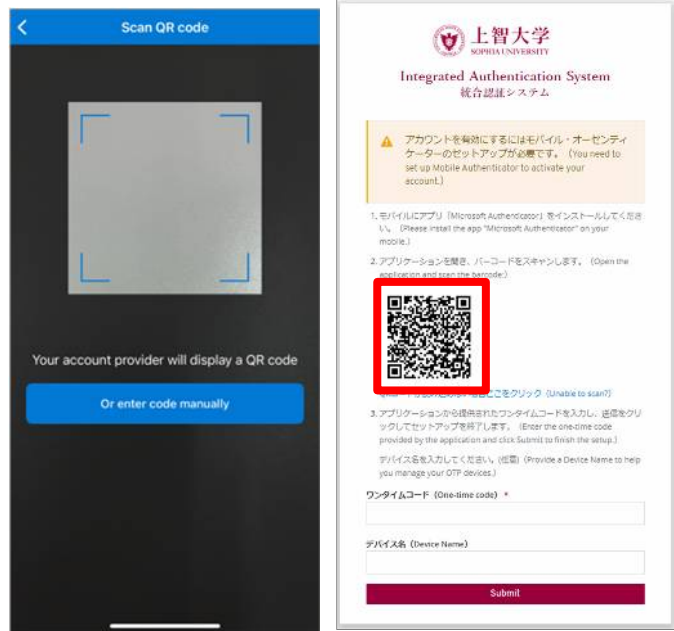 Scan QR code
Your account provider will display a QR code
Or enter code manually
上智大学
SOPHIA UNIVERSITY
Integrated Authentication System
統合認証システム
アカウントを有効にするにはモバイル・オーセンティ
ケーターのセットアップが必要です。 (You need to
set up Mobile Authenticator to activate your
account.)
1. モバイルにアプリ「Microsoft Authenticator」をインストールしてくださ
い。 (Please install the app "Microsoft Authenticator" on your
mobile.)
2. アプリケーションを開き、バーコードをスキャンします。 (Open the
application and scan the barcode:)
ここをクリック (Unable to scan?)
3. アプリケーションから提供されたワンタイムコードを入力し、送信をクリ
ックしてセットアップを終了します。 (Enter the one-time code
provided by the application and click Submit to finish the setup.)
デバイス名を入力してください。(任意) (Provide a Device Name to help
you manage your OTP devices.)
ワンタイムコード (One-time code) *
デバイス名 (Device Name)
Submit